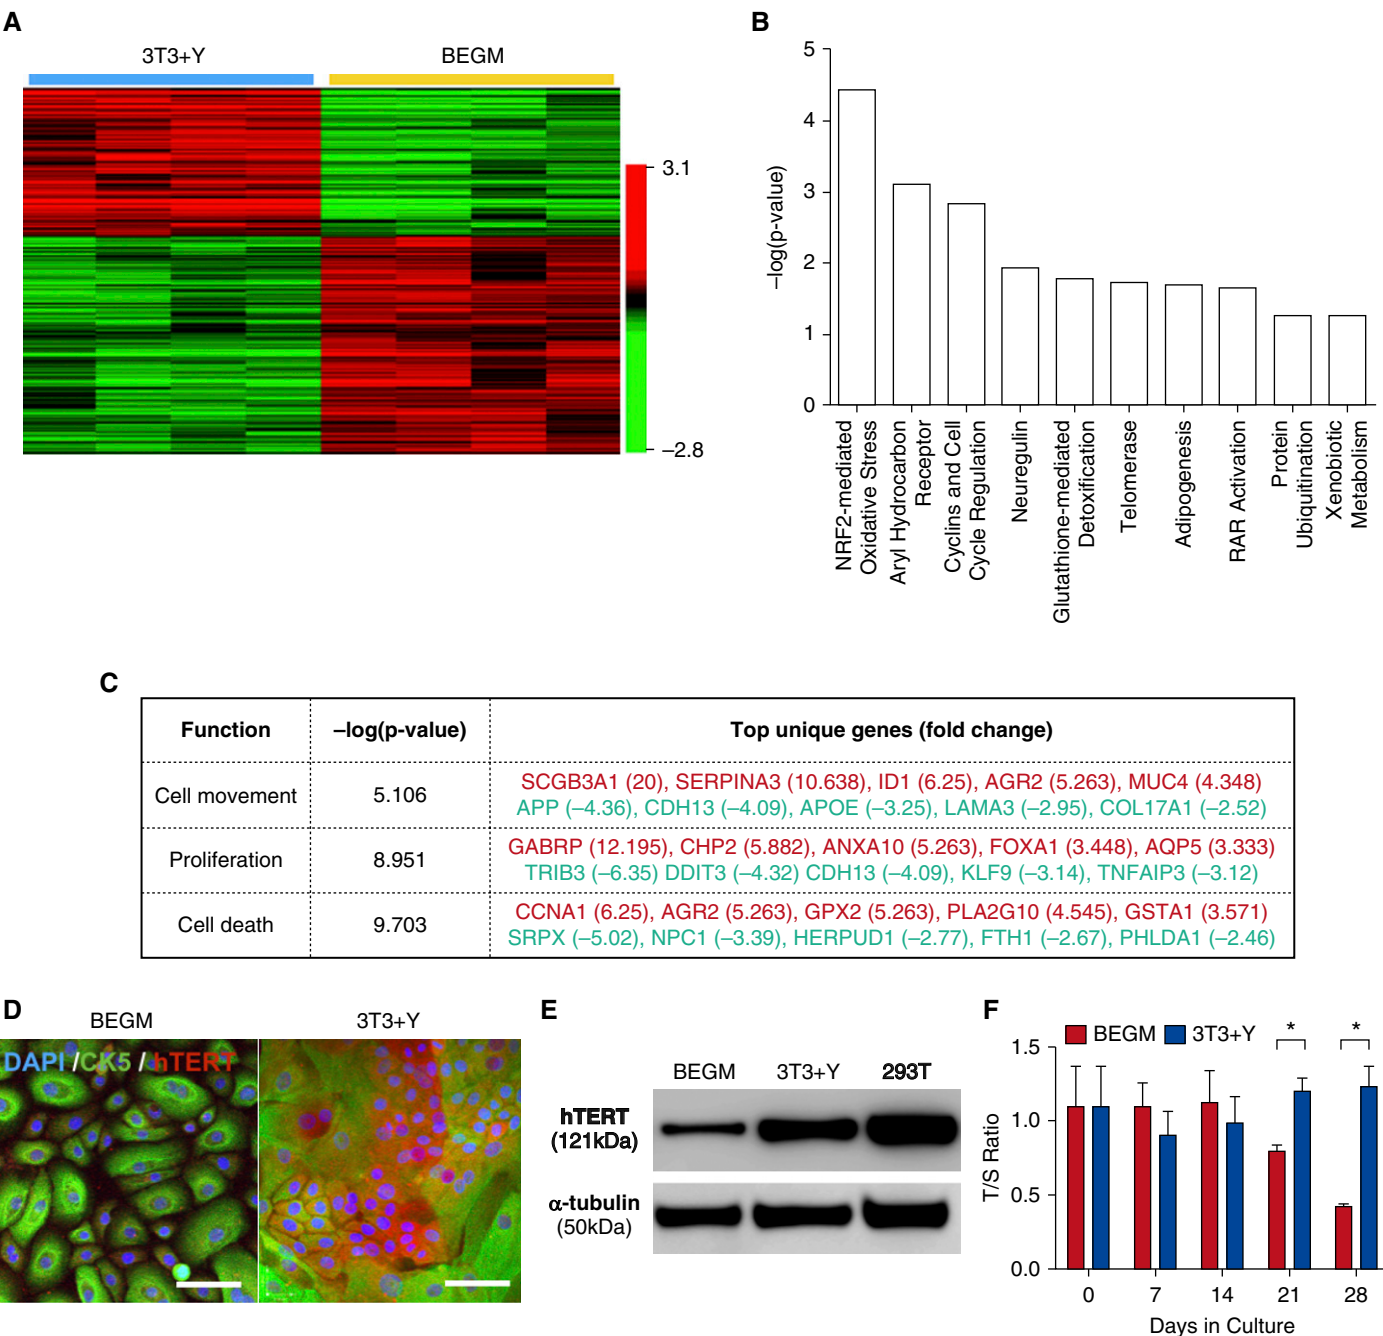 A
3T3+Y
BEGM
3.1
−2.8
B
−log(p-value)
5
4
3
2
1
0
NRF2-mediated
Oxidative Stress
Aryl Hydrocarbon
Receptor
Cyclins and Cell
Cycle Regulation
Neuregulin
Glutathione-mediated
Detoxification
Telomerase
Adipogenesis
RAR Activation
Protein
Ubiquitination
Xenobiotic
Metabolism
C
Function −log(p-value) Top unique genes (fold change)
Cell movement 5.106
SCGB3A1 (20), SERPINA3 (10.638), ID1 (6.25), AGR2 (5.263), MUC4 (4.348)
APP (−4.36), CDH13 (−4.09), APOE (−3.25), LAMA3 (−2.95), COL17A1 (−2.52)
Proliferation 8.951
GABRP (12.195), CHP2 (5.882), ANXA10 (5.263), FOXA1 (3.448), AQP5 (3.333)
TRIB3 (−6.35) DDIT3 (−4.32) CDH13 (−4.09), KLF9 (−3.14), TNFAIP3 (−3.12)
Cell death 9.703
CCNA1 (6.25), AGR2 (5.263), GPX2 (5.263), PLA2G10 (4.545), GSTA1 (3.571)
SRPX (−5.02), NPC1 (−3.39), HERPUD1 (−2.77), FTH1 (−2.67), PHLDA1 (−2.46)
D
BEGM
3T3+Y
DAPI /CK5 / hTERT
E
BEGM 3T3+Y 293T
hTERT
(121kDa)
α-tubulin
(50kDa)
F
BEGM 3T3+Y
* *
T/S Ratio
1.5
1.0
0.5
0.0
0 7 14 21 28
Days in Culture